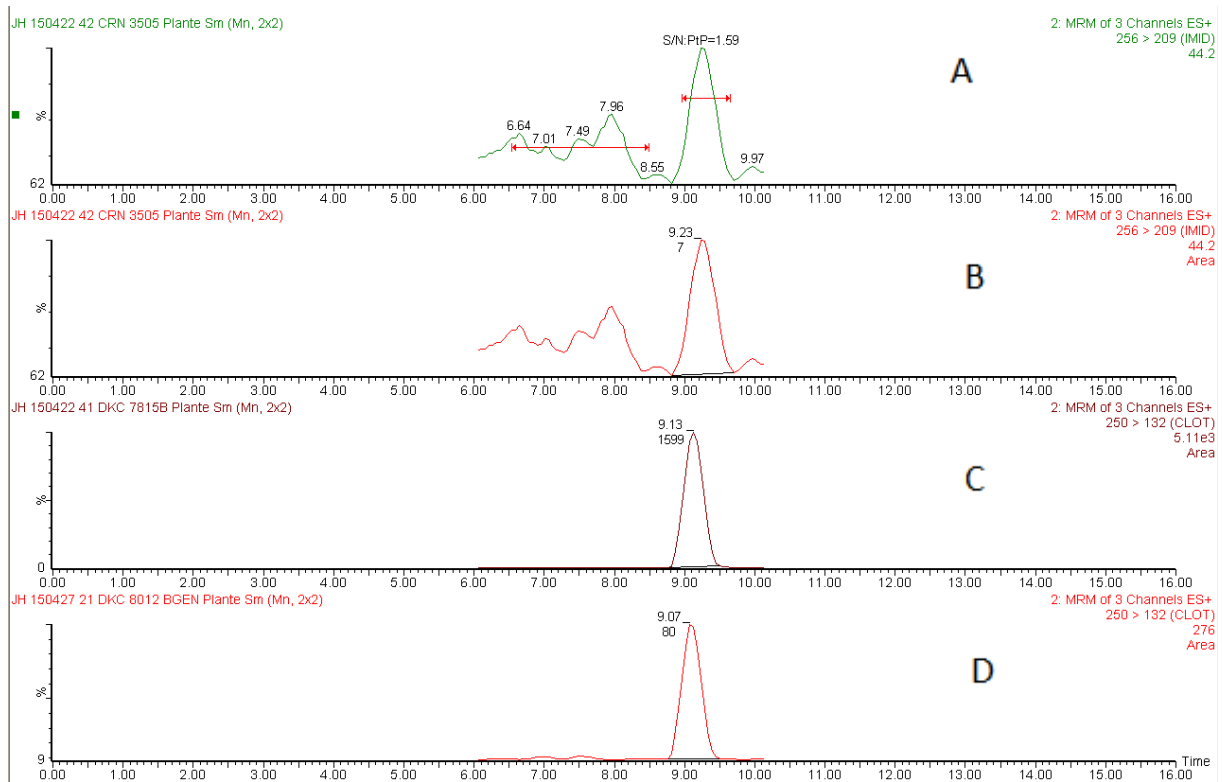 JH 150422 42 CRN 3505 Plante Sm (Mn, 2x2)
2: MRM of 3 Channels ES+
256 > 209 (IMID)
44.2
S/N:PtP=1.59
A
%
6.64
7.01
7.49
7.96
8.55
9.97
62
0.00 1.00 2.00 3.00 4.00 5.00 6.00 7.00 8.00 9.00 10.00 11.00 12.00 13.00 14.00 15.00 16.00
JH 150422 42 CRN 3505 Plante Sm (Mn, 2x2)
2: MRM of 3 Channels ES+
256 > 209 (IMID)
44.2
Area
9.23
7
B
%
62
0.00 1.00 2.00 3.00 4.00 5.00 6.00 7.00 8.00 9.00 10.00 11.00 12.00 13.00 14.00 15.00 16.00
JH 150422 41 DKC 7815B Plante Sm (Mn, 2x2)
2: MRM of 3 Channels ES+
250 > 132 (CLOT)
5.11e3
Area
9.13
1599
C
%
0
0.00 1.00 2.00 3.00 4.00 5.00 6.00 7.00 8.00 9.00 10.00 11.00 12.00 13.00 14.00 15.00 16.00
JH 150427 21 DKC 8012 BGEN Plante Sm (Mn, 2x2)
2: MRM of 3 Channels ES+
250 > 132 (CLOT)
276
Area
9.07
80
D
%
9
Time
0.00 1.00 2.00 3.00 4.00 5.00 6.00 7.00 8.00 9.00 10.00 11.00 12.00 13.00 14.00 15.00 16.00